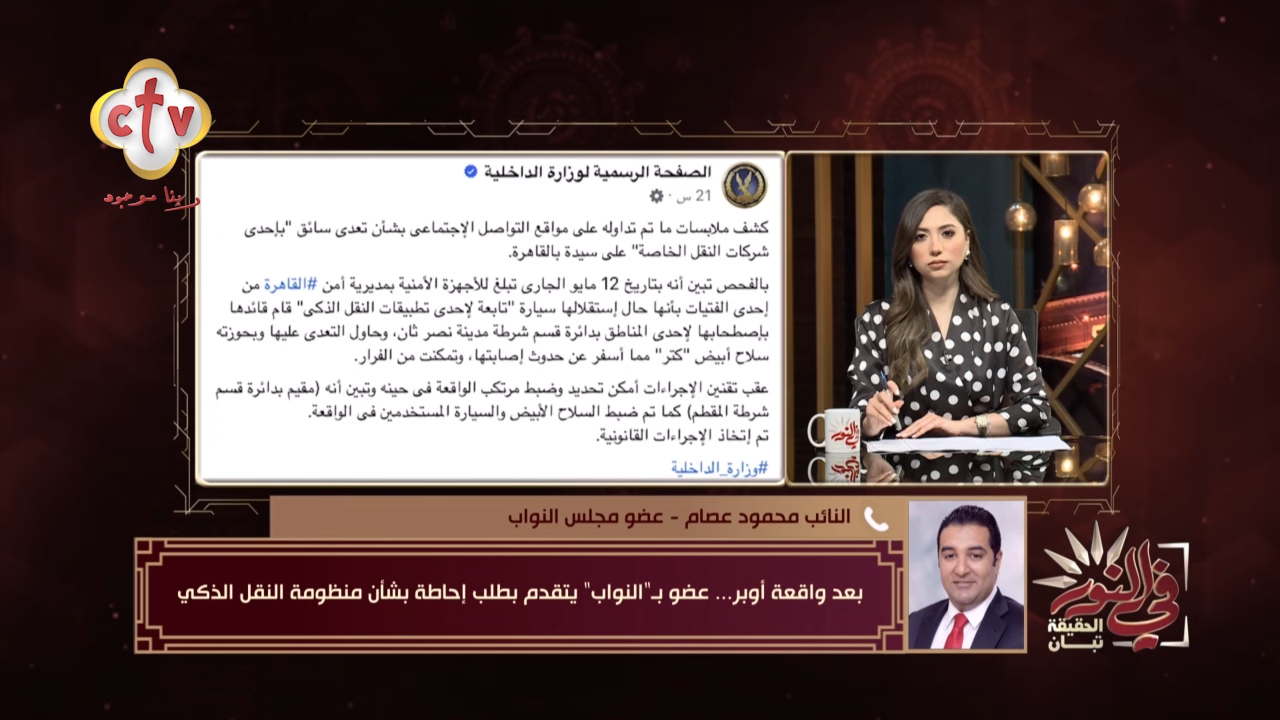 ctv
ربنا موجود
الصفحة الرسمية لوزارة الداخلية
21 س ·
كشف ملابسات ما تم تداوله على مواقع التواصل الإجتماعى بشأن تعدى سائق "بإحدى
شركات النقل الخاصة" على سيدة بالقاهرة.
بالفحص تبين أنه بتاريخ 12 مايو الجارى تبلغ للأجهزة الأمنية بمديرية أمن #القاهرة من
إحدى الفتيات بأنها حال إستقلالها سيارة "تابعة لإحدى تطبيقات النقل الذكى" قام قائدها
بإصطحابها لإحدى المناطق بدائرة قسم شرطة مدينة نصر ثان، وحاول التعدى عليها وبحوزته
سلاح أبيض "كتر" مما أسفر عن حدوث إصابتها، وتمكنت من الفرار.
عقب تقنين الإجراءات أمكن تحديد وضبط مرتكب الواقعة فى حينه وتبين أنه (مقيم بدائرة قسم
شرطة المقطم) كما تم ضبط السلاح الأبيض والسيارة المستخدمين فى الواقعة.
تم إتخاذ الإجراءات القانونية.
#وزارة_الداخلية
في النور
النائب محمود عصام - عضو مجلس النواب
بعد واقعة أوبر... عضو بـ"النواب" يتقدم بطلب إحاطة بشأن منظومة النقل الذكي
في النور
الحقيقة
تبان